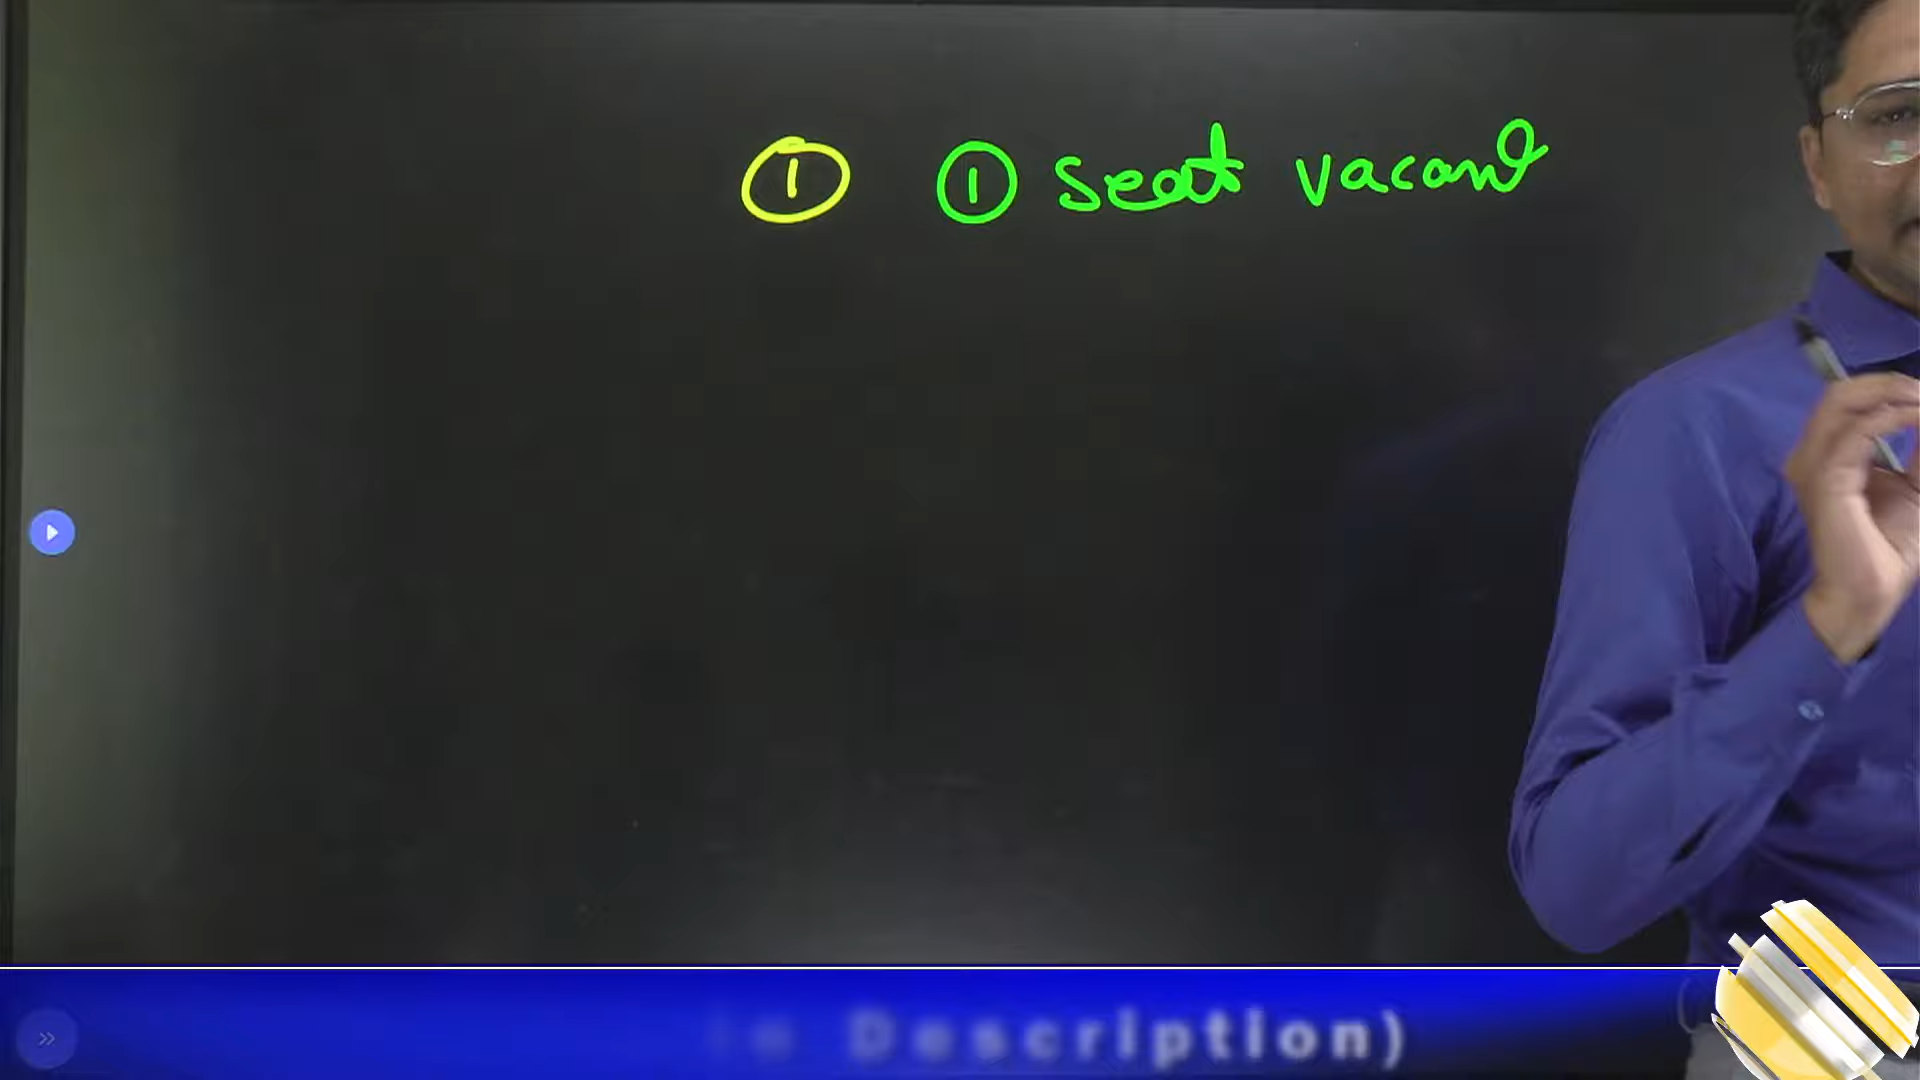 ① ① Seat vacant
Description)